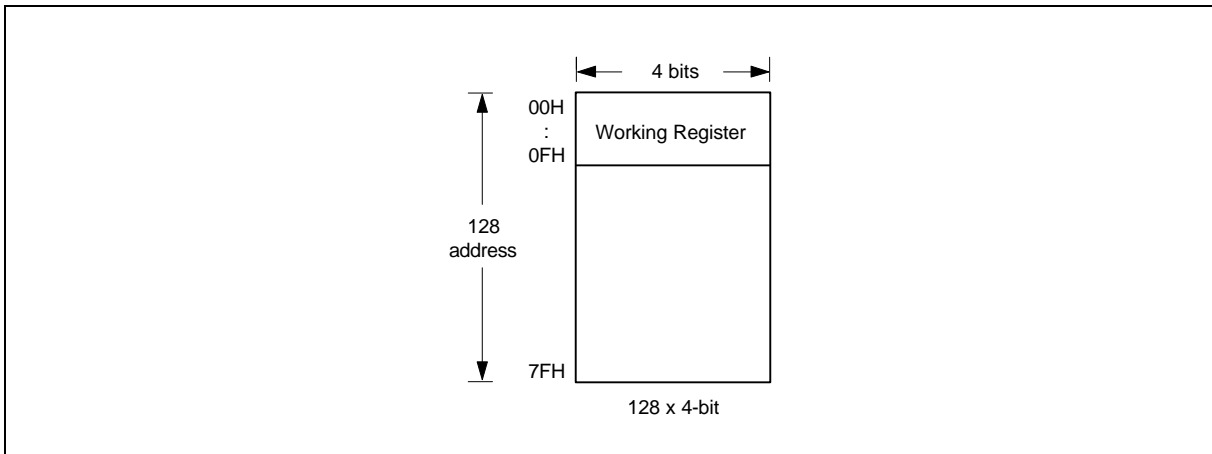 4 bits
00H
:
0FH
Working Register
128
address
7FH
128 x 4-bit